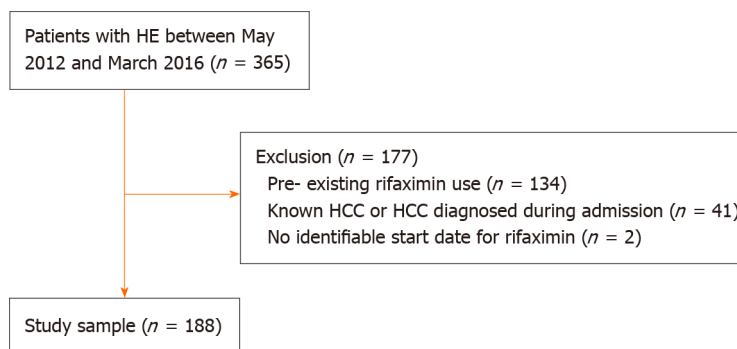 Patients with HE between May
2012 and March 2016 (n = 365)
Exclusion (n = 177)
Pre- existing rifaximin use (n = 134)
Known HCC or HCC diagnosed during admission (n = 41)
No identifiable start date for rifaximin (n = 2)
Study sample (n = 188)